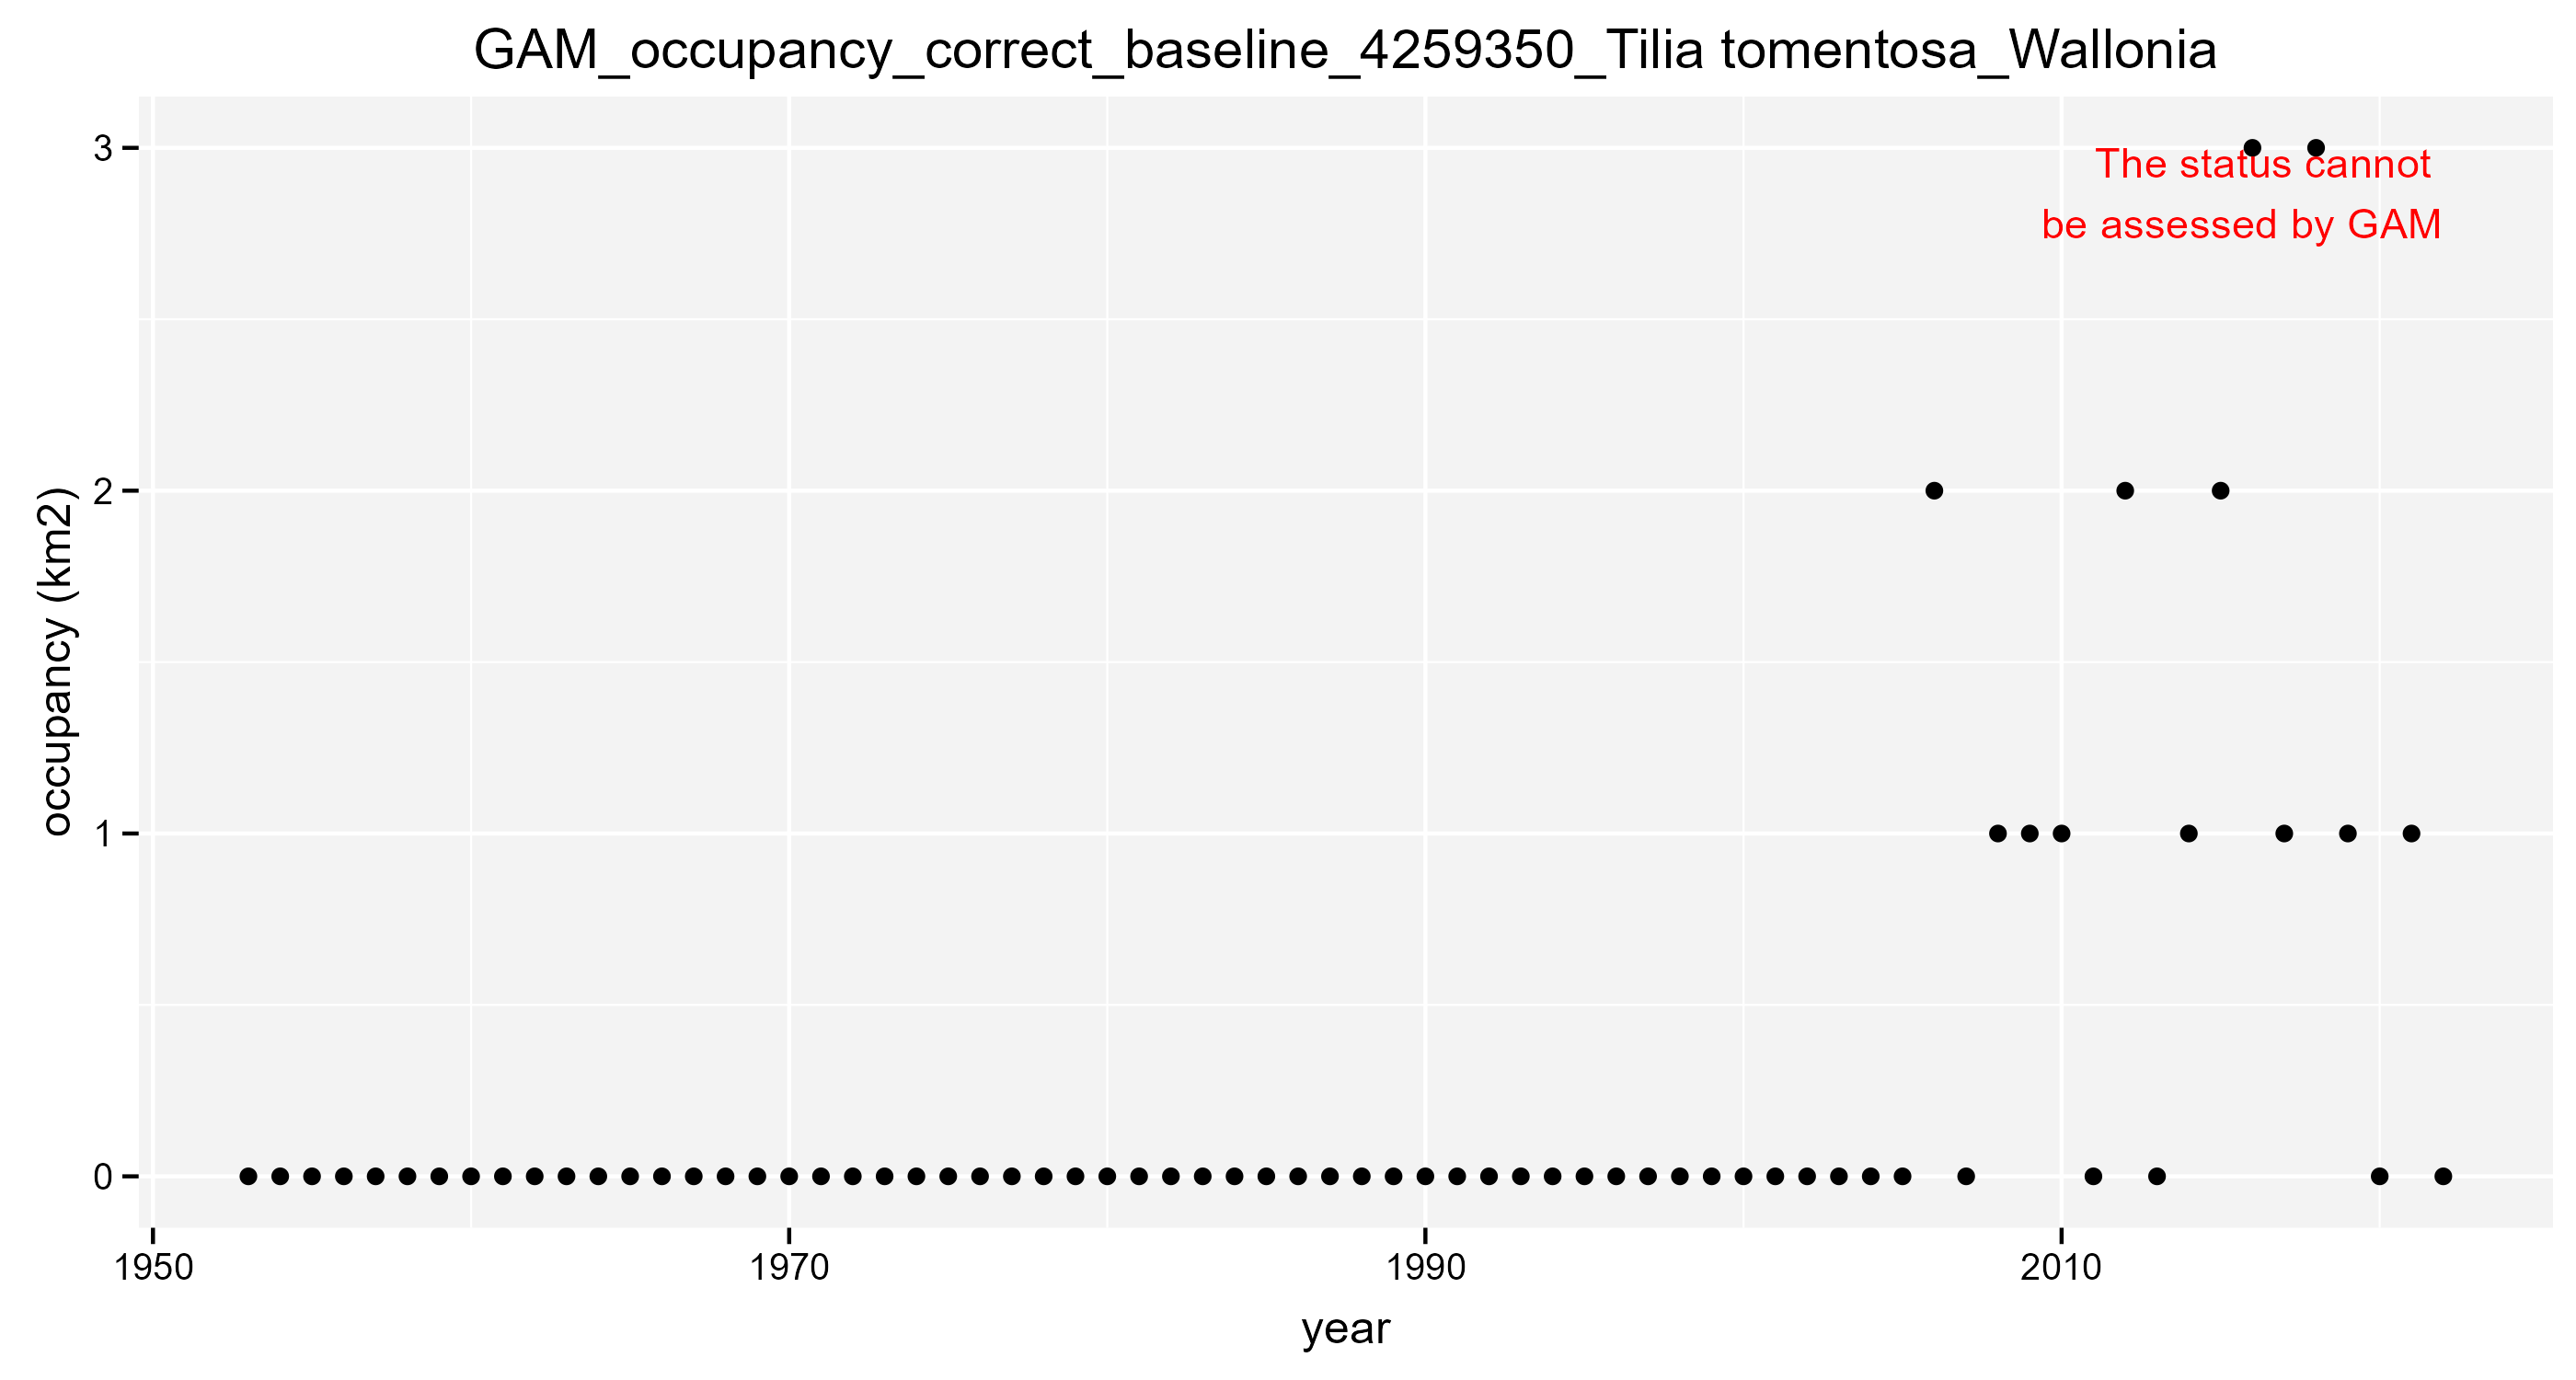 GAM_occupancy_correct_baseline_4259350_Tilia tomentosa_Wallonia
3
The status cannot
be assessed by GAM
2
occupancy (km2)
1
0
1950 1970 1990 2010
year